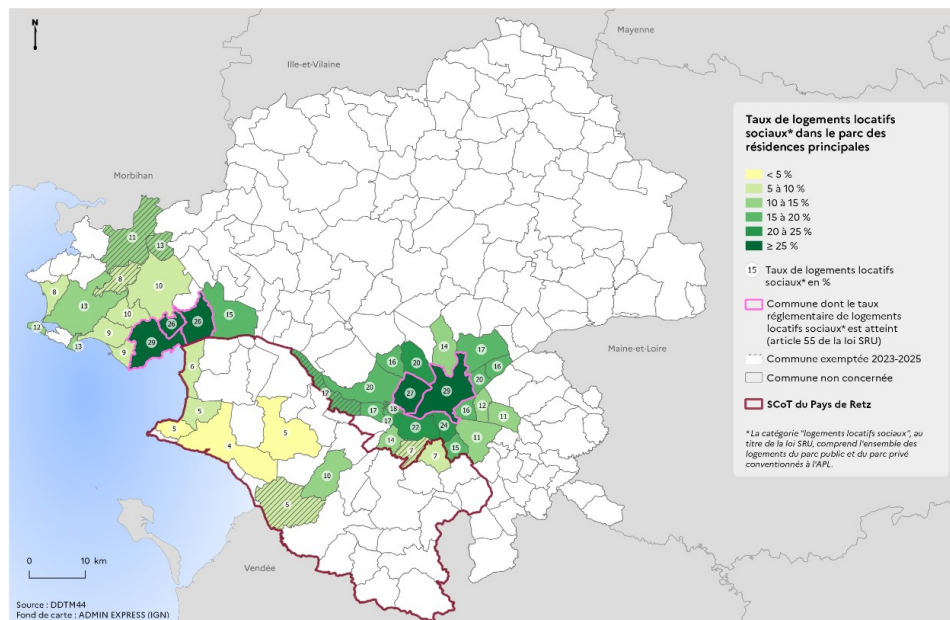 N
Mayenne
Ille-et-Vilaine
Morbihan
Maine-et-Loire
Vendée
11
13
8
8
10
13
10
12
13
9
9
29
26
26
15
6
5
5
4
5
10
5
17
16
20
20
14
17
16
20
27
29
17
18
17
16
12
11
22
24
14
7
7
15
11
Taux de logements locatifs
sociaux* dans le parc des
résidences principales
< 5 %
5 à 10 %
10 à 15 %
15 à 20 %
20 à 25 %
≥ 25 %
15 Taux de logements locatifs
sociaux* en %
Commune dont le taux
réglementaire de logements
locatifs sociaux* est atteint
(article 55 de la loi SRU)
Commune exemptée 2023-2025
Commune non concernée
SCoT du Pays de Retz
*La catégorie "logements locatifs sociaux", au
titre de la loi SRU, comprend l'ensemble des
logements du parc public et du parc privé
conventionnés à l'APL.
0 10 km
Source : DDTM44
Fond de carte : ADMIN EXPRESS (IGN)